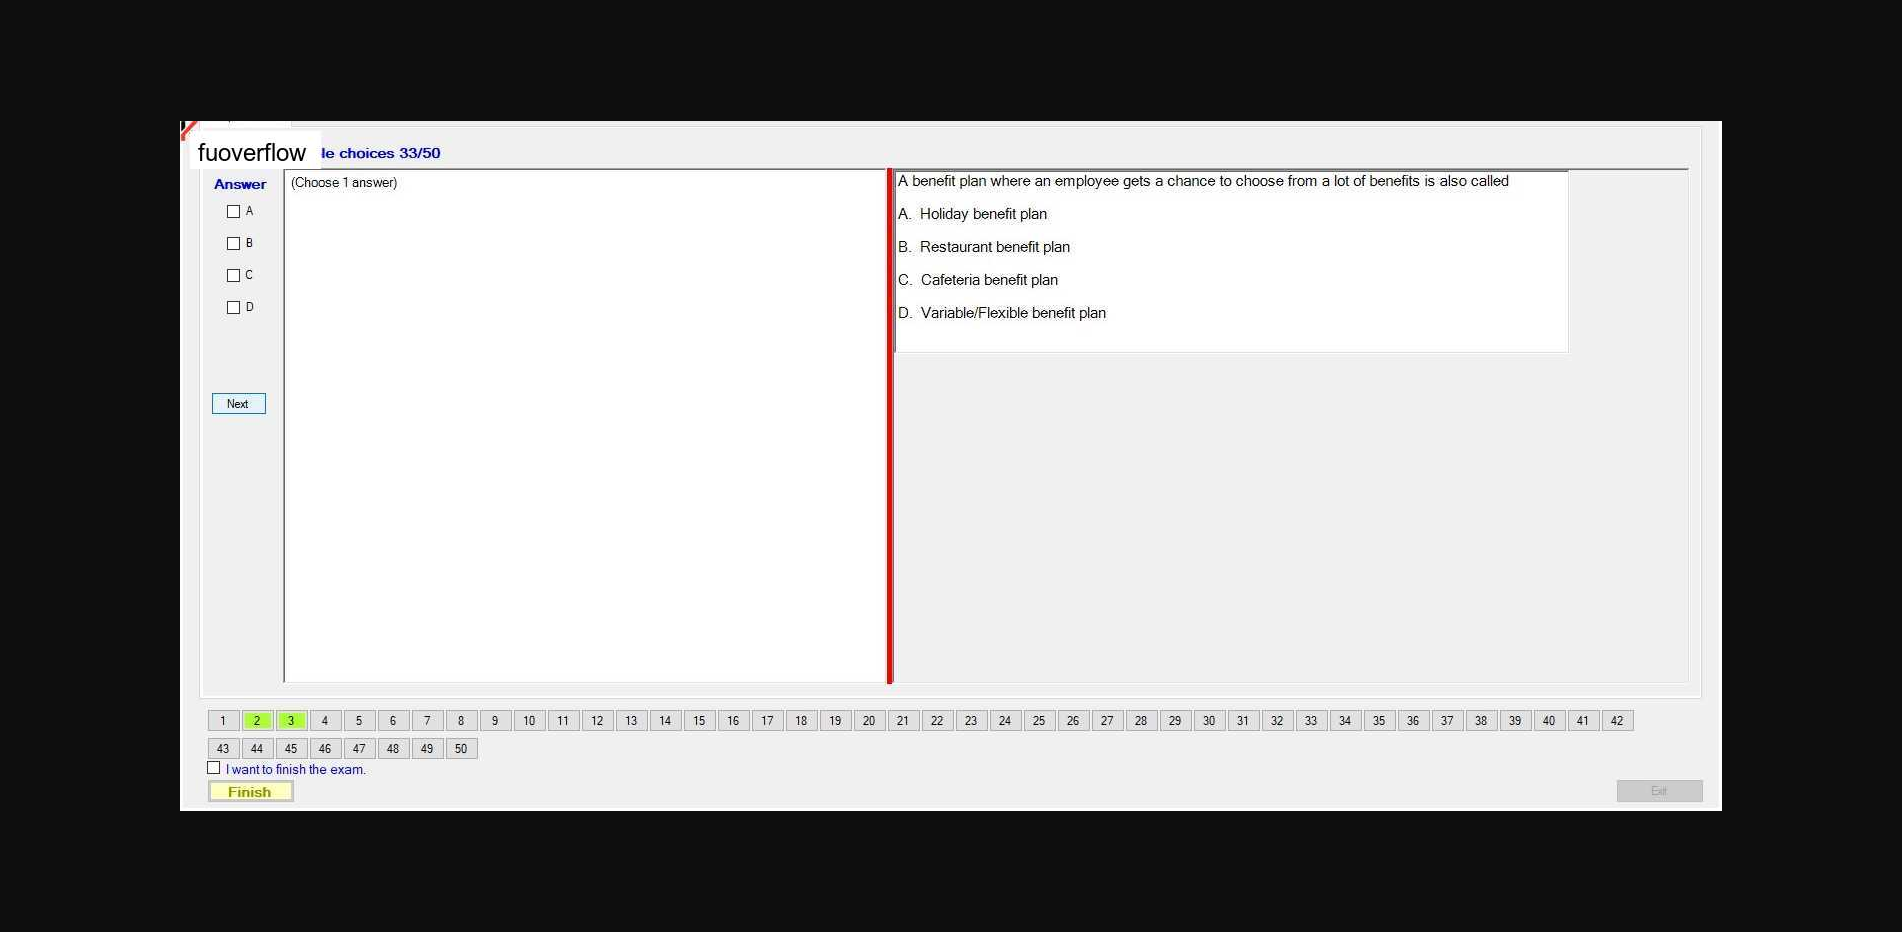 fuoverflow
le choices 33/50
Answer
(Choose 1 answer)
A
B
C
D
Next
A benefit plan where an employee gets a chance to choose from a lot of benefits is also called
A. Holiday benefit plan
B. Restaurant benefit plan
C. Cafeteria benefit plan
D. Variable/Flexible benefit plan
1 2 3 4 5 6 7 8 9 10 11 12 13 14 15 16 17 18 19 20 21 22 23 24 25 26 27 28 29 30 31 32 33 34 35 36 37 38 39 40 41 42
43 44 45 46 47 48 49 50
I want to finish the exam.
Finish
Exit